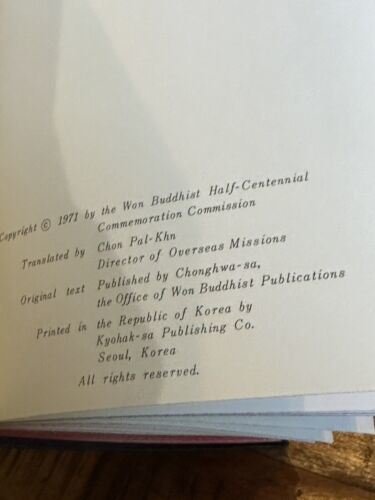 Copyright © 1971 by the Won Buddhist Half-Centennial
Commemoration Commission
Translated by Chon Pal-Khn
Director of Overseas Missions
Original text Published by Chonghwa-sa,
the Office of Won Buddhist Publications
Printed in the Republic of Korea by
Kyohak-sa Publishing Co.
Seoul, Korea
All rights reserved.